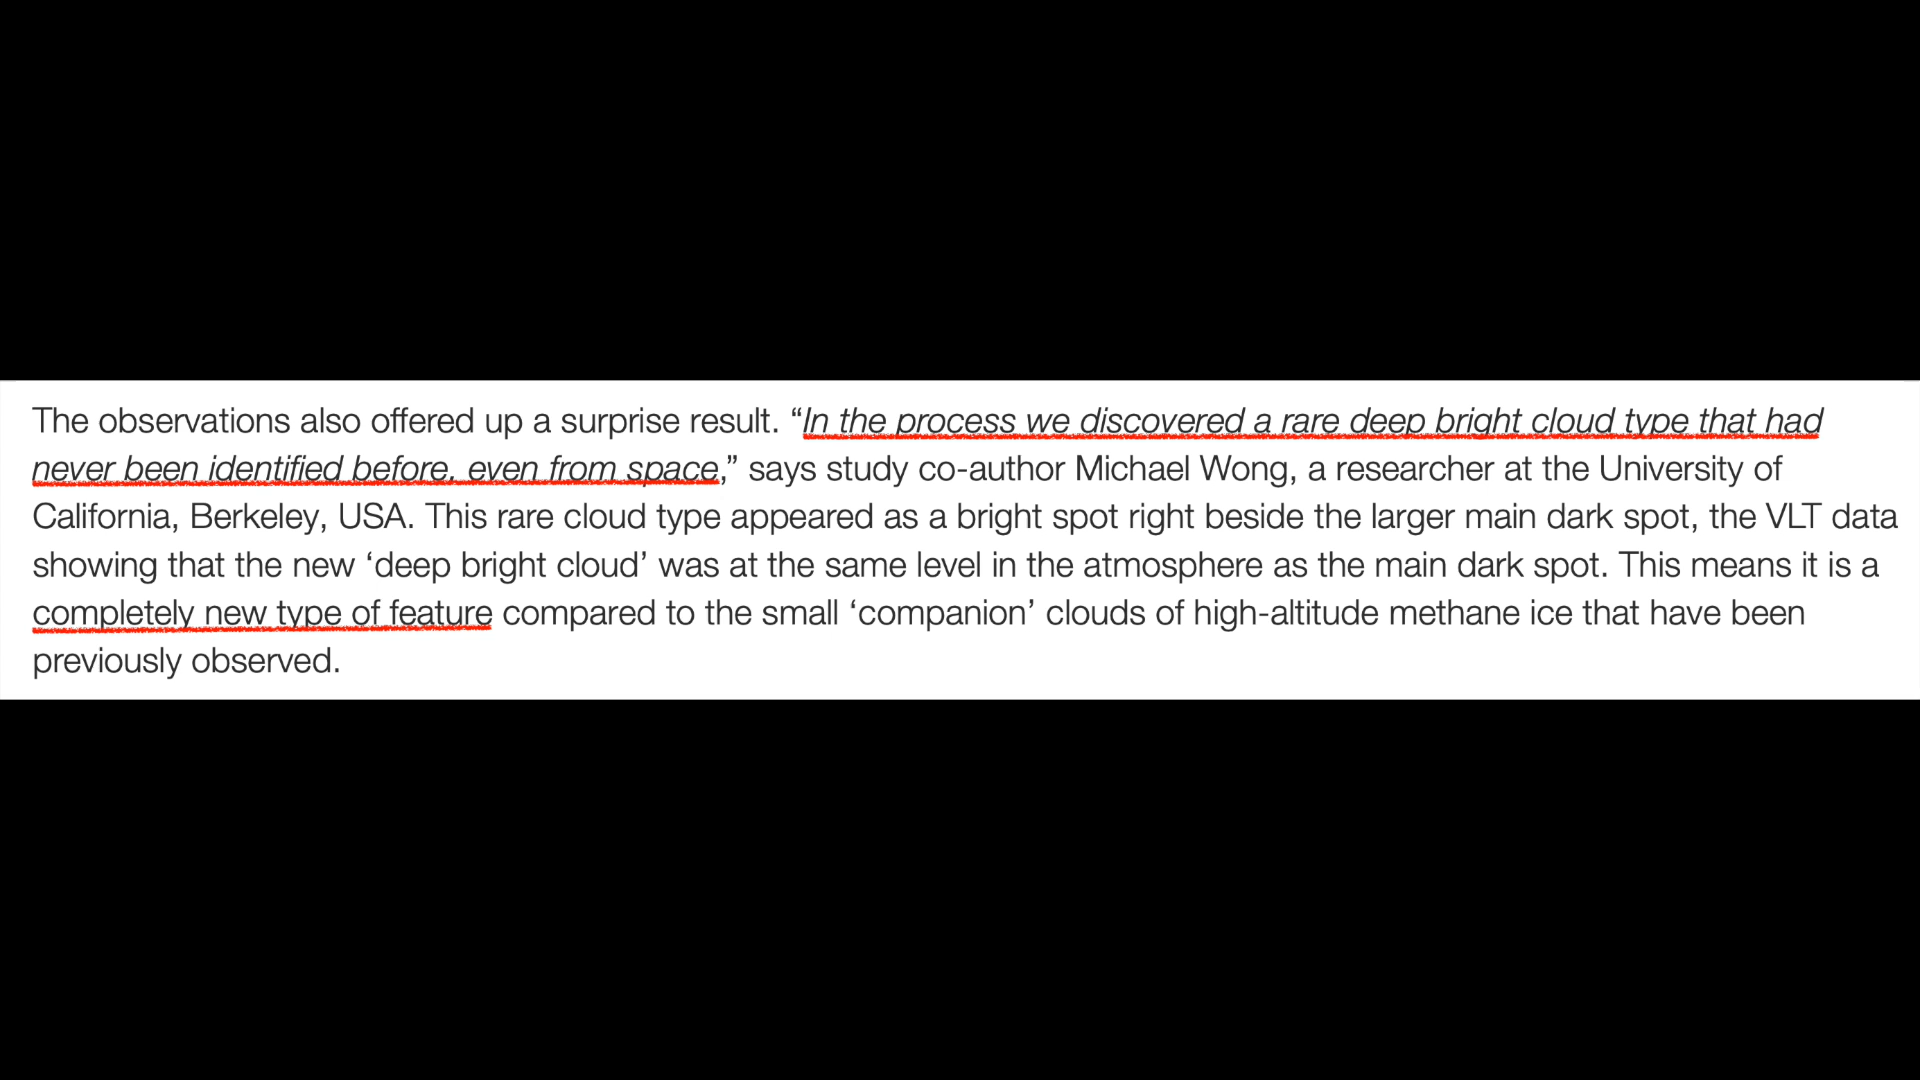 The observations also offered up a surprise result. “In the process we discovered a rare deep bright cloud type that had
never been identified before, even from space,” says study co-author Michael Wong, a researcher at the University of
California, Berkeley, USA. This rare cloud type appeared as a bright spot right beside the larger main dark spot, the VLT data
showing that the new ‘deep bright cloud’ was at the same level in the atmosphere as the main dark spot. This means it is a
completely new type of feature compared to the small ‘companion’ clouds of high-altitude methane ice that have been
previously observed.